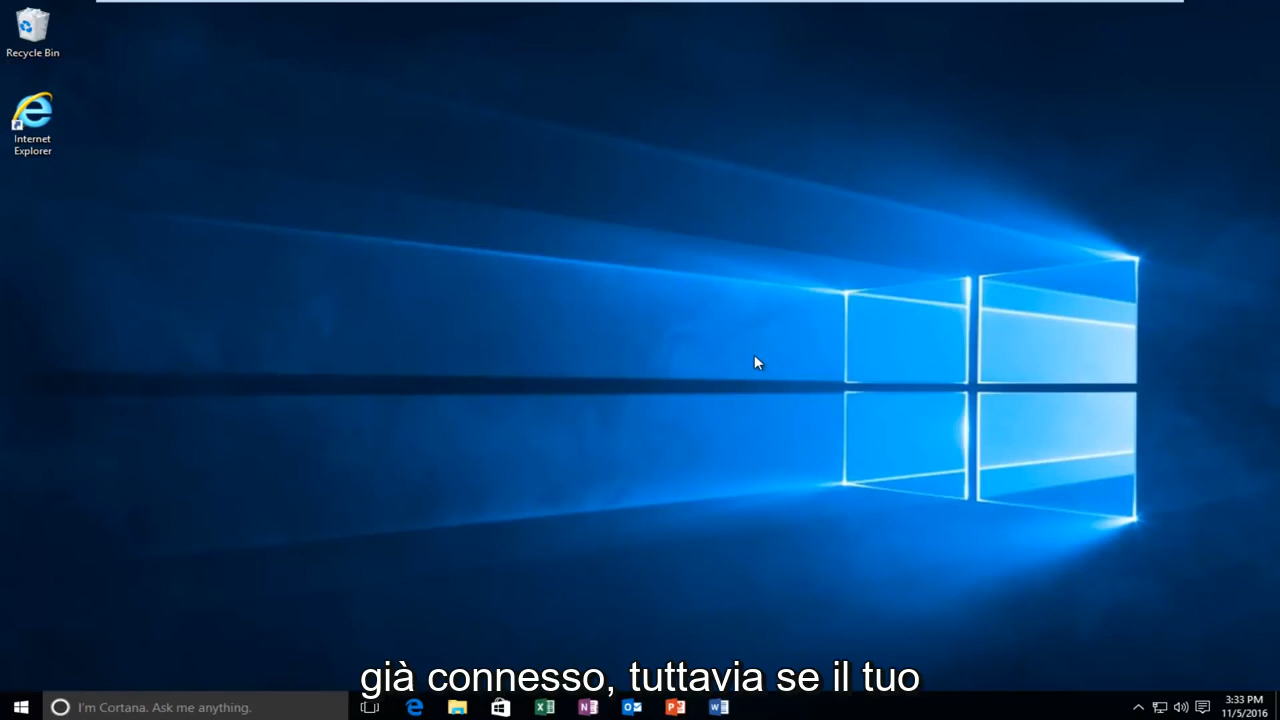 Recycle Bin
Internet
Explorer
già connesso, tuttavia se il tuo
I'm Cortana. Ask me anything.
3:33 PM
11/5/2016